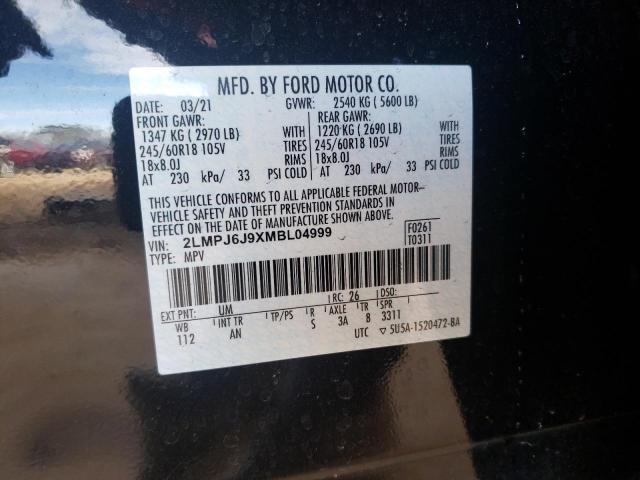 MFD. BY FORD MOTOR CO.
DATE: 03/21 GVWR: 2540 KG ( 5600 LB)
FRONT GAWR: REAR GAWR:
1347 KG ( 2970 LB) WITH 1220 KG ( 2690 LB) WITH
245/60R18 105V TIRES 245/60R18 105V TIRES
18x8.0J RIMS 18x8.0J RIMS
AT 230 kPa/ 33 PSI COLD AT 230 kPa/ 33 PSI COLD
THIS VEHICLE CONFORMS TO ALL APPLICABLE FEDERAL MOTOR-
VEHICLE SAFETY AND THEFT PREVENTION STANDARDS IN
EFFECT ON THE DATE OF MANUFACTURE SHOWN ABOVE.
VIN: 2LMPJ6J9XMBL04999 F0261
TYPE: MPV T0311
EXT PNT: UM RC: 26 DSO:
WB INT TR TP/PS R AXLE TR SPR
112 AN S 3A 8 3311
UTC ▽ 5U5A-1520472-BA